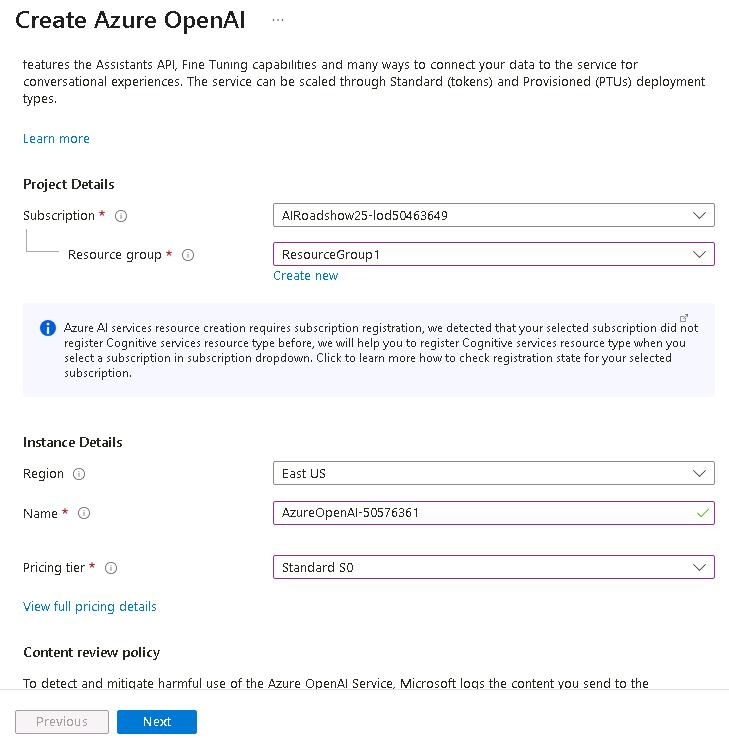 Create Azure OpenAI ...
features the Assistants API, Fine Tuning capabilities and many ways to connect your data to the service for
conversational experiences. The service can be scaled through Standard (tokens) and Provisioned (PTUs) deployment
types.
Learn more
Project Details
Subscription *
AIRoadshow25-lod50463649
Resource group *
ResourceGroup1
Create new
Azure AI services resource creation requires subscription registration, we detected that your selected subscription did not
register Cognitive services resource type before, we will help you to register Cognitive services resource type when you
select a subscription in subscription dropdown. Click to learn more how to check registration state for your selected
subscription.
Instance Details
Region
East US
Name *
AzureOpenAI-50576361
Pricing tier *
Standard S0
View full pricing details
Content review policy
To detect and mitigate harmful use of the Azure OpenAI Service, Microsoft logs the content you send to the
Previous
Next